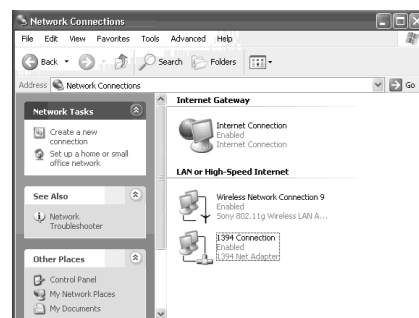 Network Connections
File Edit View Favorites Tools Advanced Help
Back Search Folders
Address Network Connections Go
Network Tasks
Create a new
connection
Set up a home or small
office network
See Also
Network
Troubleshooter
Other Places
Control Panel
My Network Places
My Documents
Internet Gateway
Internet Connection
Enabled
Internet Connection
LAN or High-Speed Internet
Wireless Network Connection 9
Enabled
Sony 802.11g Wireless LAN A...
1394 Connection
Enabled
1394 Net Adapter